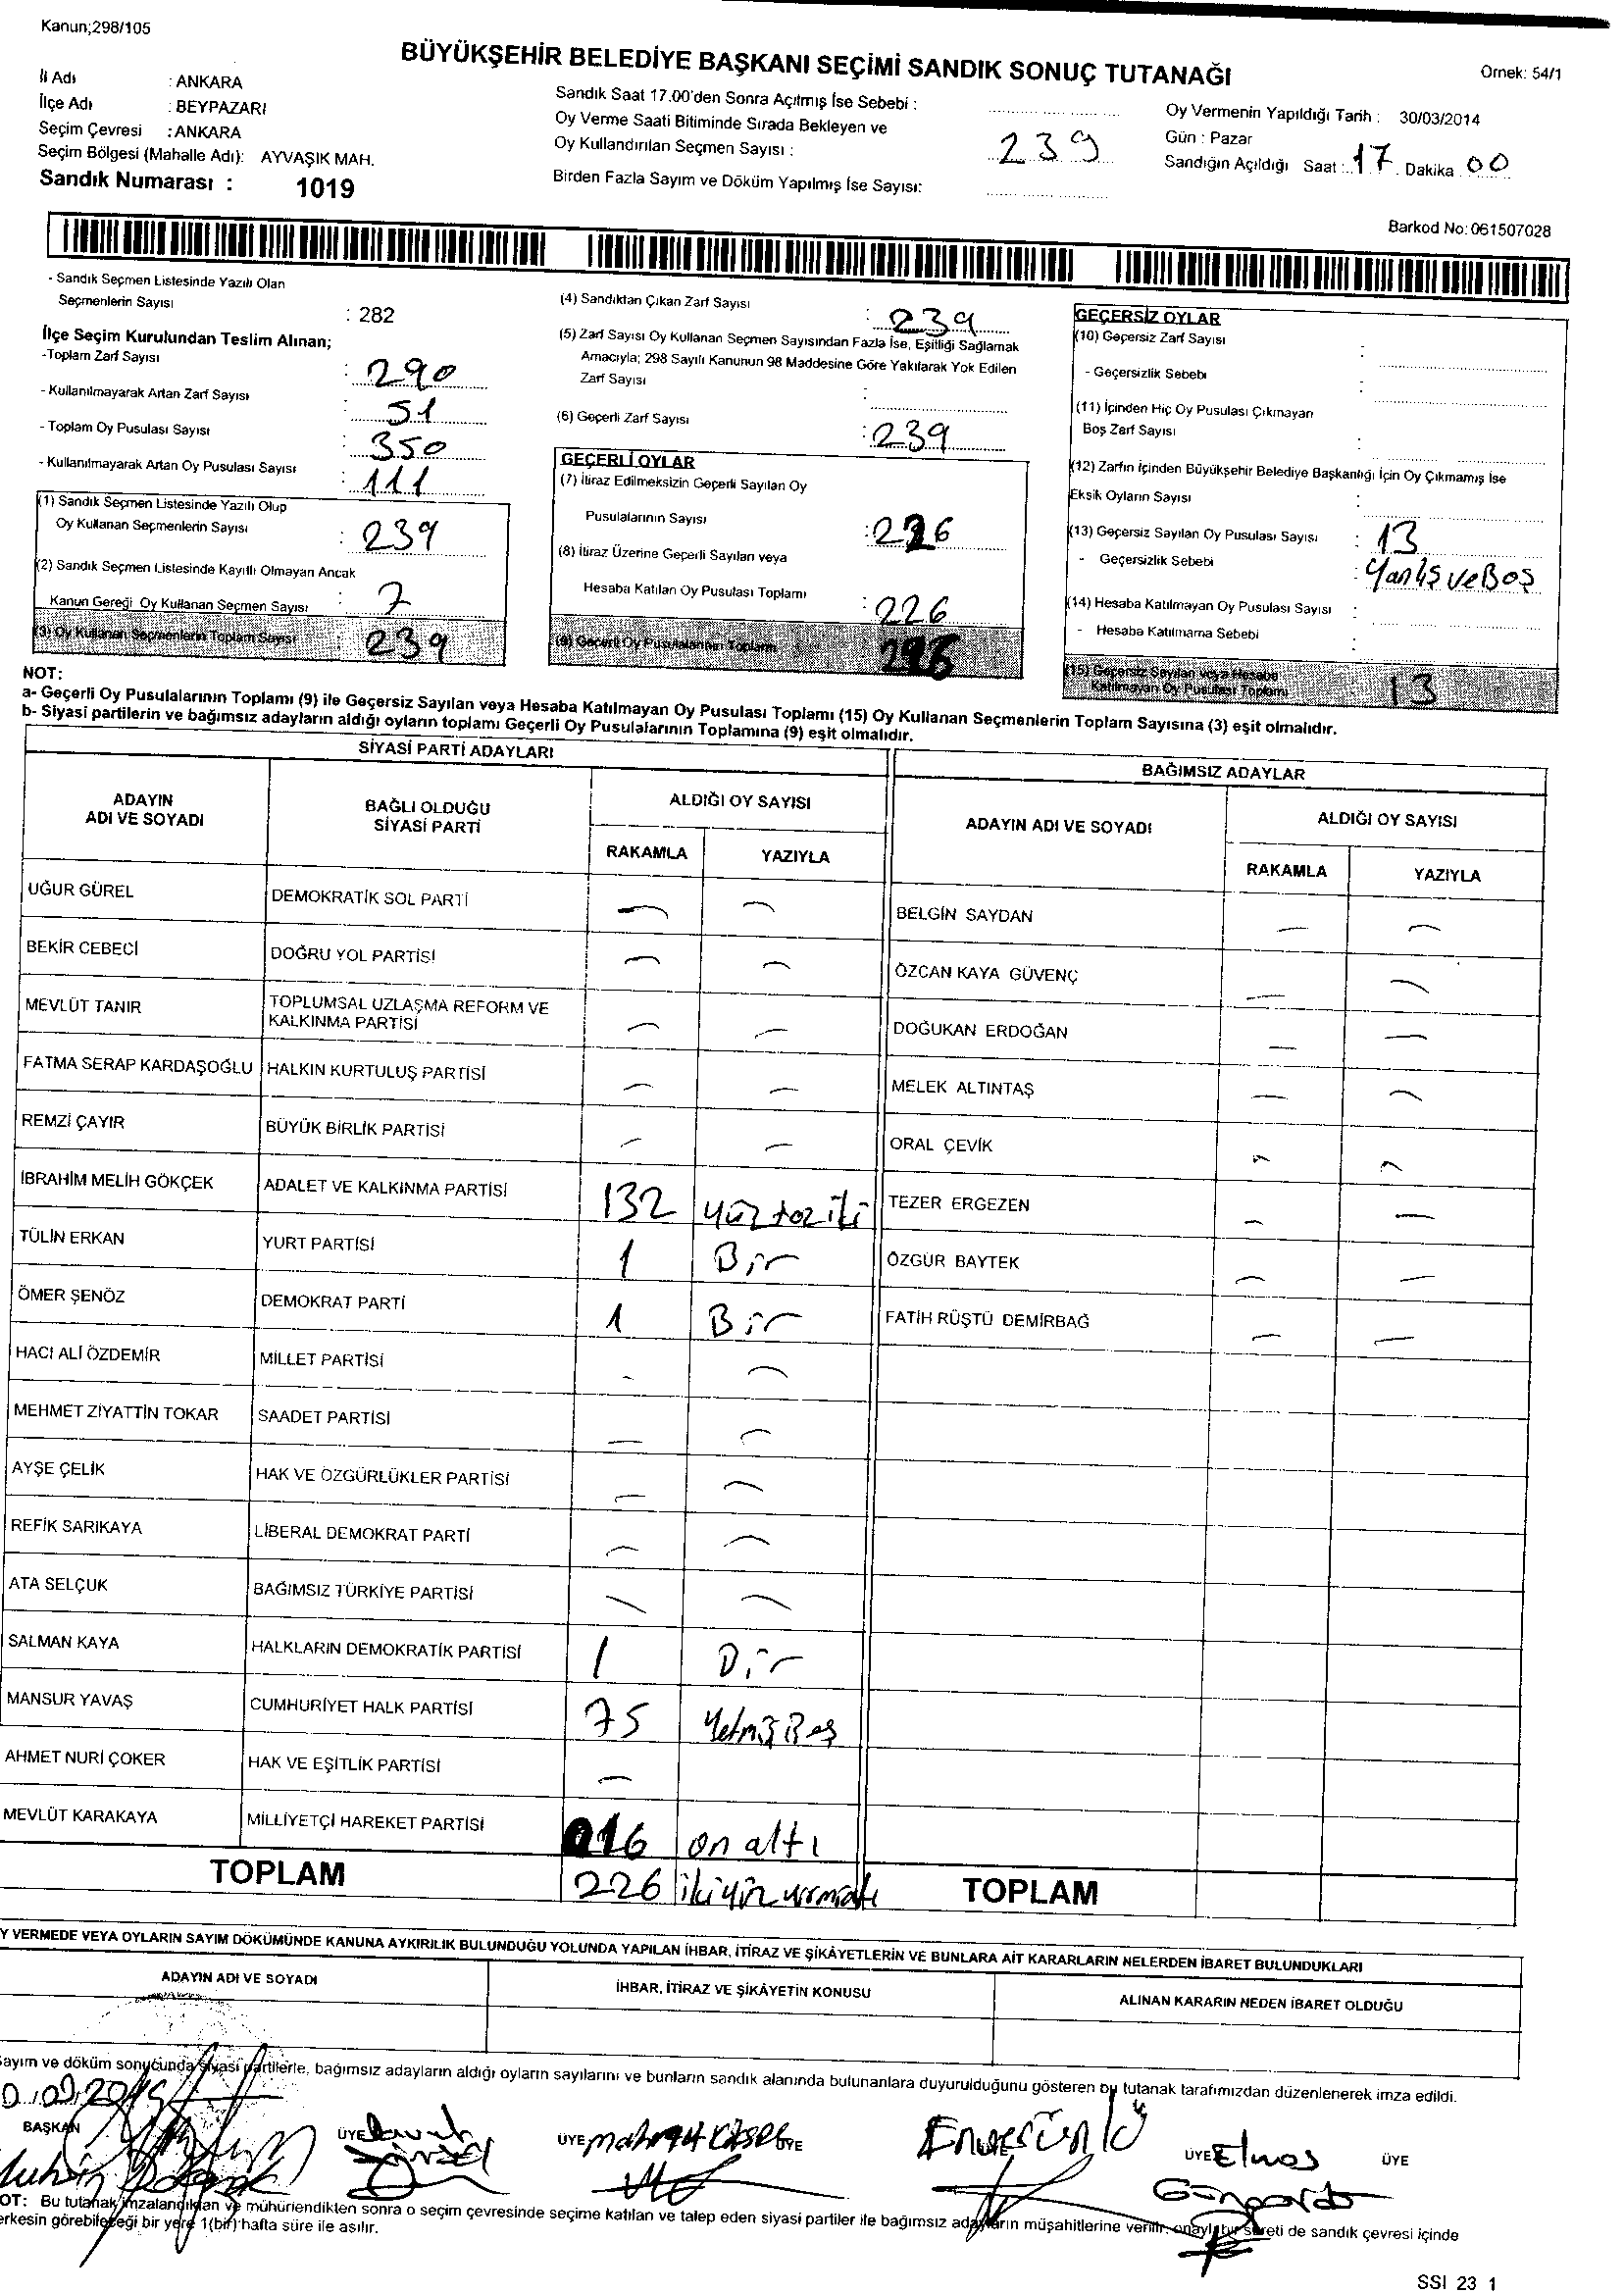 Kanun;298/105
BÜYÜKŞEHİR BELEDİYE BAŞKANI SEÇİMİ SANDIK SONUÇ TUTANAĞI
Ornek: 54/1
İl Adı : ANKARA
İlçe Adı : BEYPAZARI
Seçim Çevresi : ANKARA
Seçim Bölgesi (Mahalle Adı): AYVAŞIK MAH.
Sandık Numarası : 1019
Sandık Saat 17.00'den Sonra Açıtmış İse Sebebi :
Oy Verme Saati Bitiminde Sırada Bekleyen ve
Oy Kullandırılan Seçmen Sayısı : 239
Birden Fazla Sayım ve Döküm Yapılmış İse Sayısı:
Oy Vermenin Yapıldığı Tarih : 30/03/2014
Gün : Pazar
Sandığın Açıldığı Saat : 17 Dakika 00
Barkod No: 061507028
- Sandık Seçmen Listesinde Yazılı Olan
Seçmenlerin Sayısı : 282
İlçe Seçim Kurulundan Teslim Alınan;
-Toplam Zarf Sayısı : 290
- Kullanılmayarak Artan Zarf Sayısı : 51
- Toplam Oy Pusulası Sayısı : 350
- Kullanılmayarak Artan Oy Pusulası Sayısı : 111
(1) Sandık Seçmen Listesinde Yazılı Olup
Oy Kullanan Seçmenlerin Sayısı : 239
(2) Sandık Seçmen Listesinde Kayıtlı Olmayan Ancak
Kanun Gereği Oy Kullanan Seçmen Sayısı : 7
(3) Oy Kullanan Seçmenlerin Toplam Sayısı : 239
(4) Sandıktan Çıkan Zarf Sayısı : 239
(5) Zarf Sayısı Oy Kullanan Seçmen Sayısından Fazla İse, Eşitliği Sağlamak
Amacıyla; 298 Sayılı Kanunun 98 Maddesine Göre Yakılarak Yok Edilen
Zarf Sayısı :
(6) Geçerli Zarf Sayısı : 239
GEÇERLİ OYLAR
(7) İtiraz Edilmeksizin Geçerli Sayılan Oy
Pusulalarının Sayısı : 226
(8) İtiraz Üzerine Geçerli Sayılan veya
Hesaba Katılan Oy Pusulası Toplamı : 226
(9) Geçerli Oy Pusulalarının Toplamı 226
GEÇERSİZ OYLAR
(10) Geçersiz Zarf Sayısı :
- Geçersizlik Sebebi :
(11) İçinden Hiç Oy Pusulası Çıkmayan
Boş Zarf Sayısı :
(12) Zarfın İçinden Büyükşehir Belediye Başkanlığı İçin Oy Çıkmamış İse
Eksik Oyların Sayısı :
(13) Geçersiz Sayılan Oy Pusulası Sayısı : 13
- Geçersizlik Sebebi : Yanlış ve Boş
(14) Hesaba Katılmayan Oy Pusulası Sayısı :
- Hesaba Katılmama Sebebi :
(15) Geçersiz Sayılan veya Hesaba
Katılmayan Oy Pusulası Toplamı : 13
NOT:
a- Geçerli Oy Pusulalarının Toplamı (9) ile Geçersiz Sayılan veya Hesaba Katılmayan Oy Pusulası Toplamı (15) Oy Kullanan Seçmenlerin Toplam Sayısına (3) eşit olmalıdır.
b- Siyasi partilerin ve bağımsız adayların aldığı oyların toplamı Geçerli Oy Pusulalarının Toplamına (9) eşit olmalıdır.
SİYASİ PARTİ ADAYLARI
ADAYIN ADI VE SOYADI
BAĞLI OLDUĞU SİYASİ PARTİ
ALDIĞI OY SAYISI
RAKAMLA YAZIYLA
UĞUR GÜREL DEMOKRATİK SOL PARTİ — —
BEKİR CEBECİ DOĞRU YOL PARTİSİ — —
MEVLÜT TANIR TOPLUMSAL UZLAŞMA REFORM VE KALKINMA PARTİSİ — —
FATMA SERAP KARDAŞOĞLU HALKIN KURTULUŞ PARTİSİ — —
REMZİ ÇAYIR BÜYÜK BİRLİK PARTİSİ — —
İBRAHİM MELİH GÖKÇEK ADALET VE KALKINMA PARTİSİ 132
TÜLİN ERKAN YURT PARTİSİ 1 Bir
ÖMER ŞENÖZ DEMOKRAT PARTİ 1 Bir
HACI ALİ ÖZDEMİR MİLLET PARTİSİ - —
MEHMET ZİYATTİN TOKAR SAADET PARTİSİ — —
AYŞE ÇELİK HAK VE ÖZGÜRLÜKLER PARTİSİ — —
REFİK SARIKAYA LİBERAL DEMOKRAT PARTİ — —
ATA SELÇUK BAĞIMSIZ TÜRKİYE PARTİSİ — —
SALMAN KAYA HALKLARIN DEMOKRATİK PARTİSİ 1 Bir
MANSUR YAVAŞ CUMHURİYET HALK PARTİSİ 75 Yetmiş Beş
AHMET NURİ ÇOKER HAK VE EŞİTLİK PARTİSİ —
MEVLÜT KARAKAYA MİLLİYETÇİ HAREKET PARTİSİ 016 on altı
TOPLAM 226
BAĞIMSIZ ADAYLAR
ADAYIN ADI VE SOYADI
ALDIĞI OY SAYISI
RAKAMLA YAZIYLA
BELGİN SAYDAN — —
ÖZCAN KAYA GÜVENÇ — —
DOĞUKAN ERDOĞAN — —
MELEK ALTINTAŞ — —
ORAL ÇEVİK — —
TEZER ERGEZEN — —
ÖZGÜR BAYTEK — —
FATİH RÜŞTÜ DEMİRBAĞ — —
TOPLAM
Y VERMEDE VEYA OYLARIN SAYIM DÖKÜMÜNDE KANUNA AYKIRILIK BULUNDUĞU YOLUNDA YAPILAN İHBAR, İTİRAZ VE ŞİKÂYETLERİN VE BUNLARA AİT KARARLARIN NELERDEN İBARET BULUNDUKLARI
ADAYIN ADI VE SOYADI
İHBAR, İTİRAZ VE ŞİKÂYETİN KONUSU
ALINAN KARARIN NEDEN İBARET OLDUĞU
ayım ve döküm sonucunda siyasi partilerle, bağımsız adayların aldığı oyların sayılarını ve bunların sandık alanında bulunanlara duyurulduğunu gösteren bu tutanak tarafımızdan düzenlenerek imza edildi.
BAŞKAN ÜYE ÜYE ÜYE ÜYE Elmas ÜYE
OT: Bu tutanak imzalandıktan ve mühürlendikten sonra o seçim çevresinde seçime katılan ve talep eden siyasi partiler ile bağımsız adayların müşahitlerine verilir, onaylı bir sureti de sandık çevresi içinde
erkesin görebileceği bir yere 1(bir) hafta süre ile asılır.
SSI 23 1